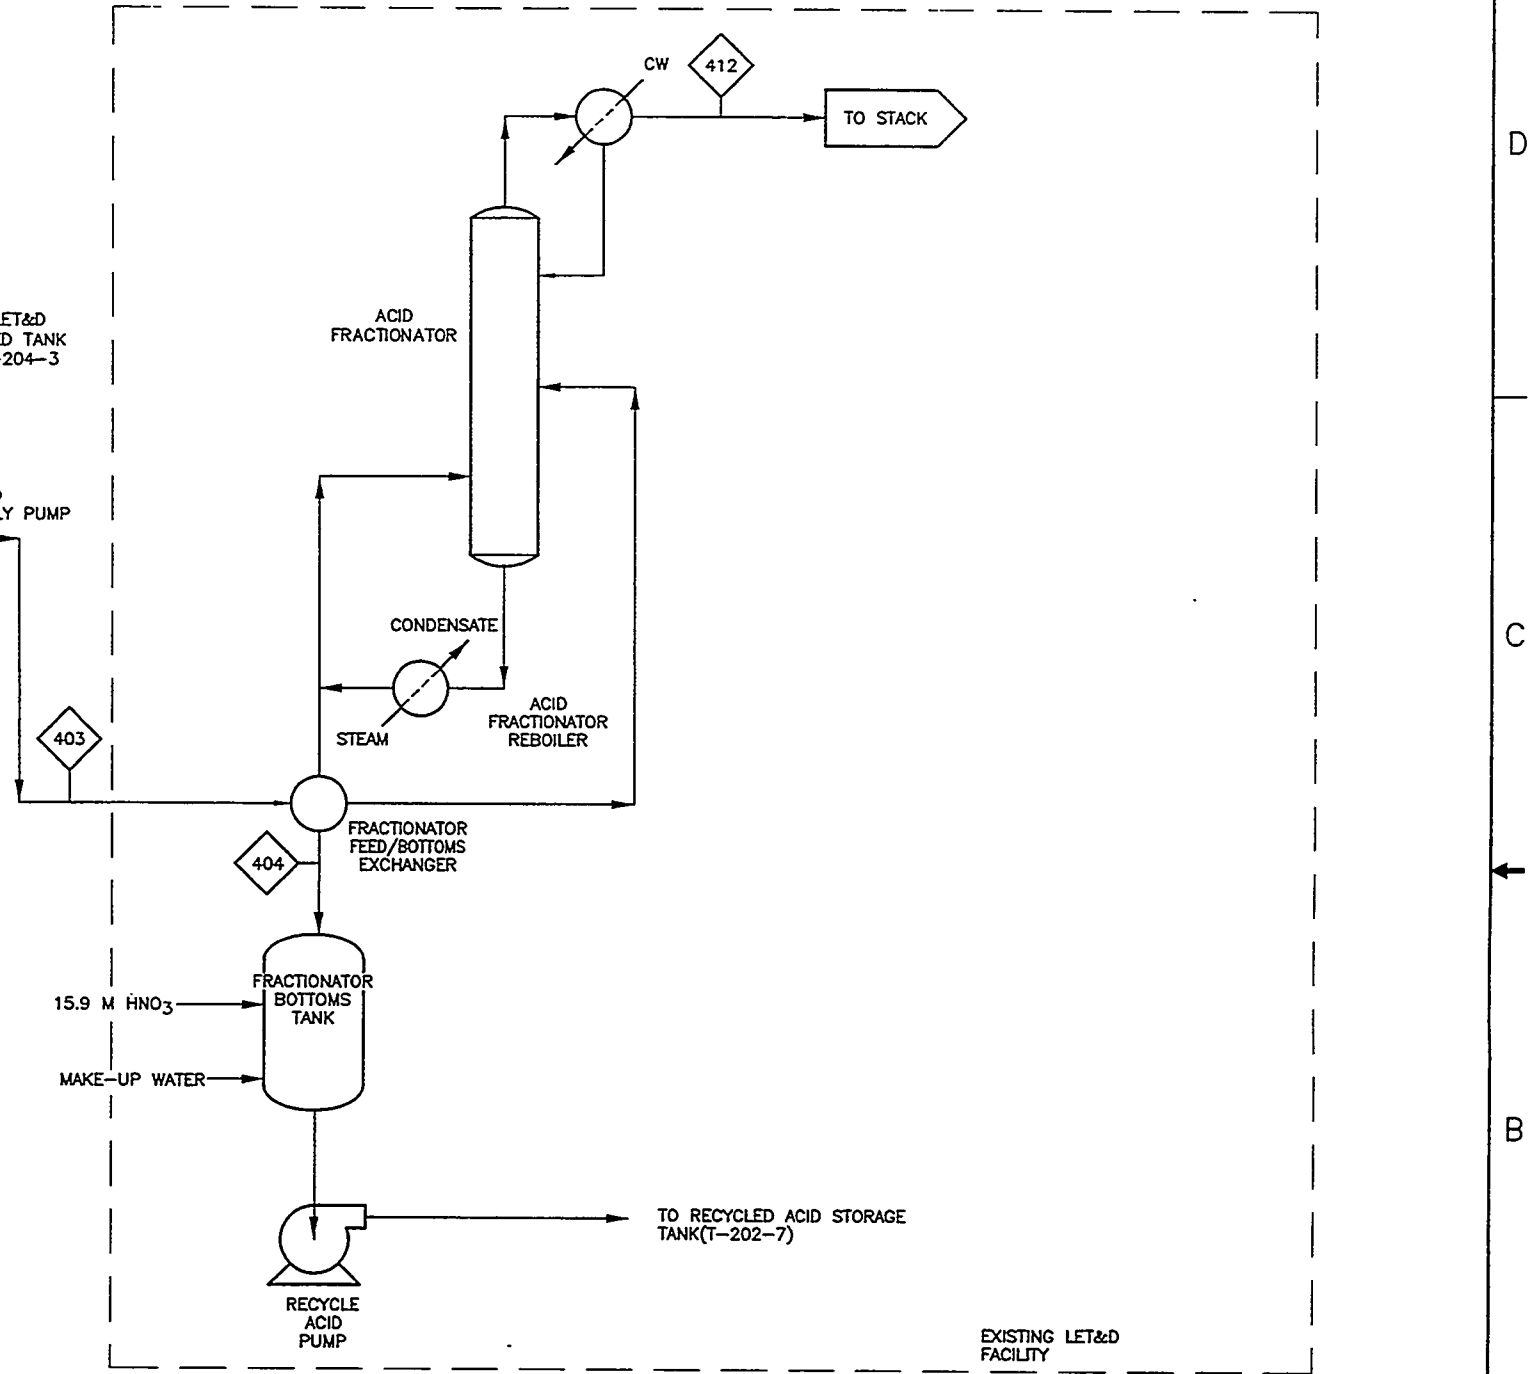 CW
412
TO STACK
D
ACID
FRACTIONATOR
LET&D
TANK
-204-3
PUMP
C
CONDENSATE
ACID
FRACTIONATOR
REBOILER
STEAM
403
FRACTIONATOR
FEED/BOTTOMS
EXCHANGER
404
FRACTIONATOR
BOTTOMS
TANK
15.9 M HNO3
MAKE-UP WATER
B
TO RECYCLED ACID STORAGE
TANK(T-202-7)
RECYCLE
ACID
PUMP
EXISTING LET&D
FACILITY